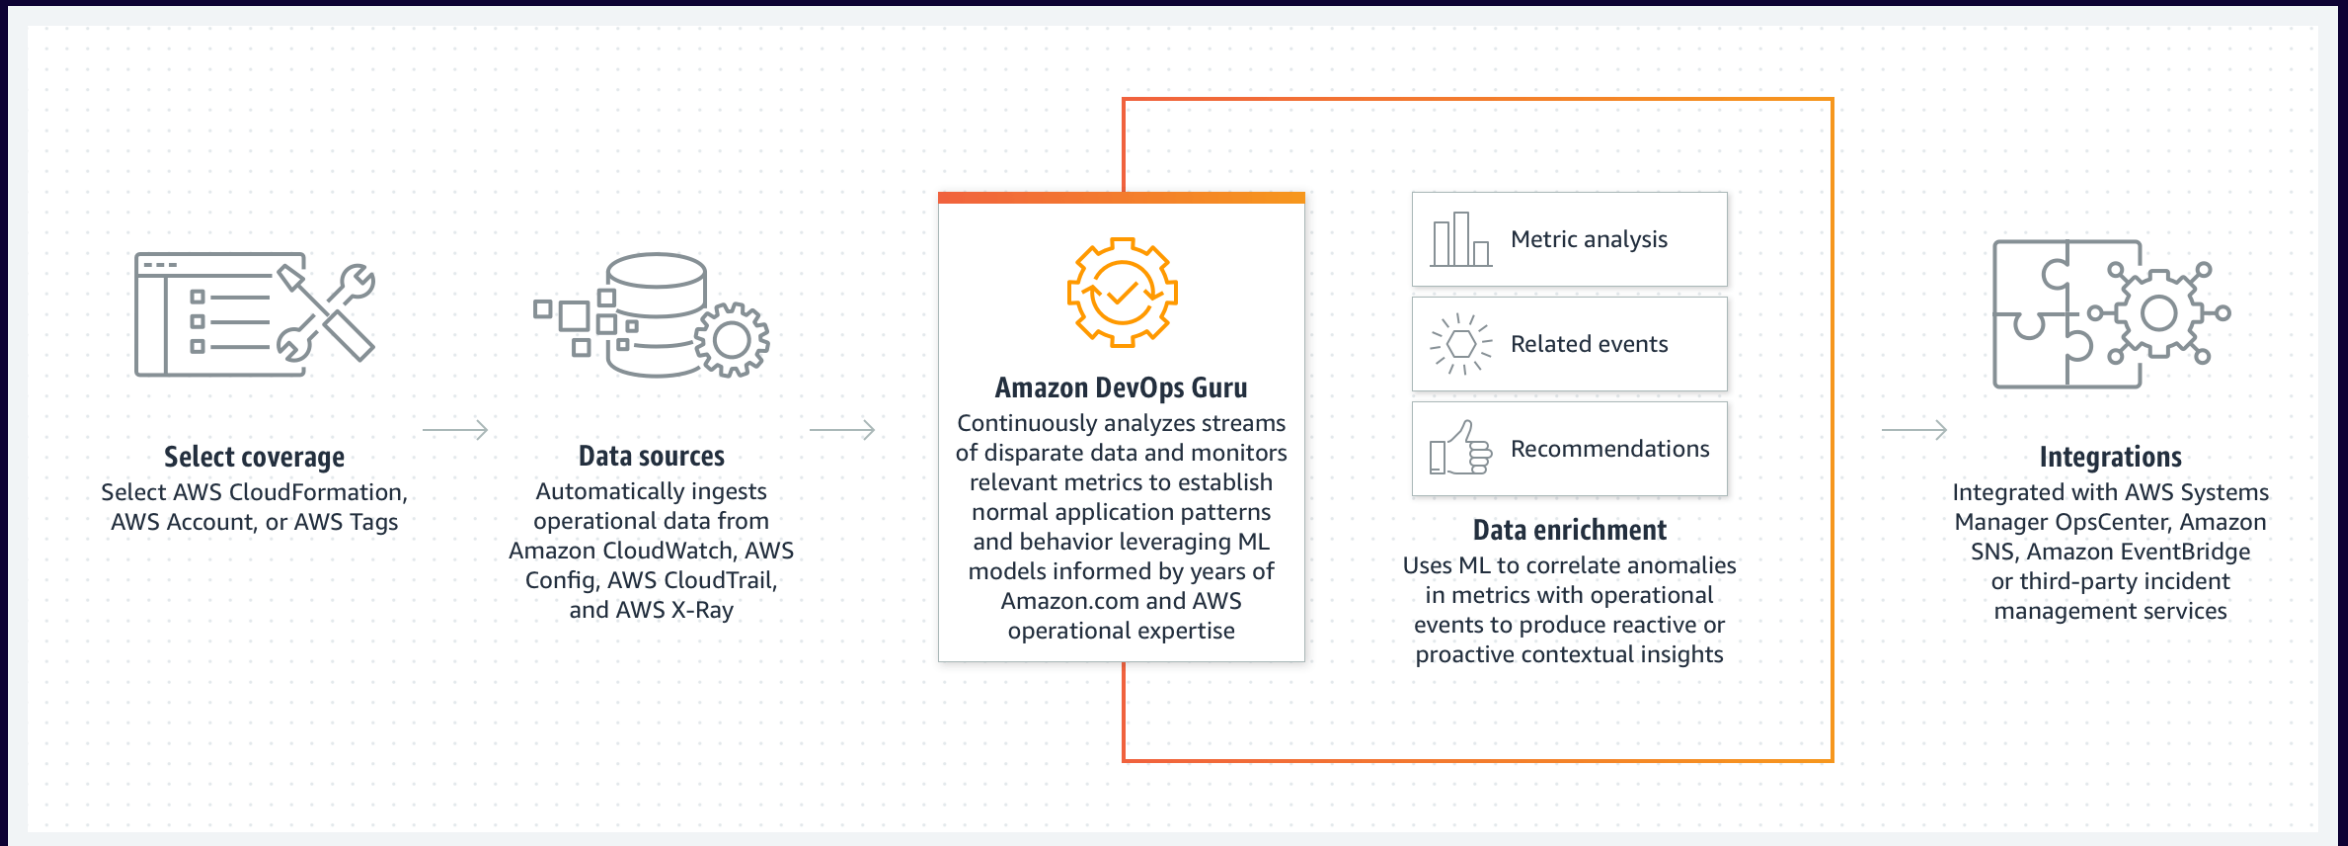 Select coverage
Select AWS CloudFormation,
AWS Account, or AWS Tags
Data sources
Automatically ingests
operational data from
Amazon CloudWatch, AWS
Config, AWS CloudTrail,
and AWS X-Ray
Amazon DevOps Guru
Continuously analyzes streams
of disparate data and monitors
relevant metrics to establish
normal application patterns
and behavior leveraging ML
models informed by years of
Amazon.com and AWS
operational expertise
Metric analysis
Related events
Recommendations
Data enrichment
Uses ML to correlate anomalies
in metrics with operational
events to produce reactive or
proactive contextual insights
Integrations
Integrated with AWS Systems
Manager OpsCenter, Amazon
SNS, Amazon EventBridge
or third-party incident
management services